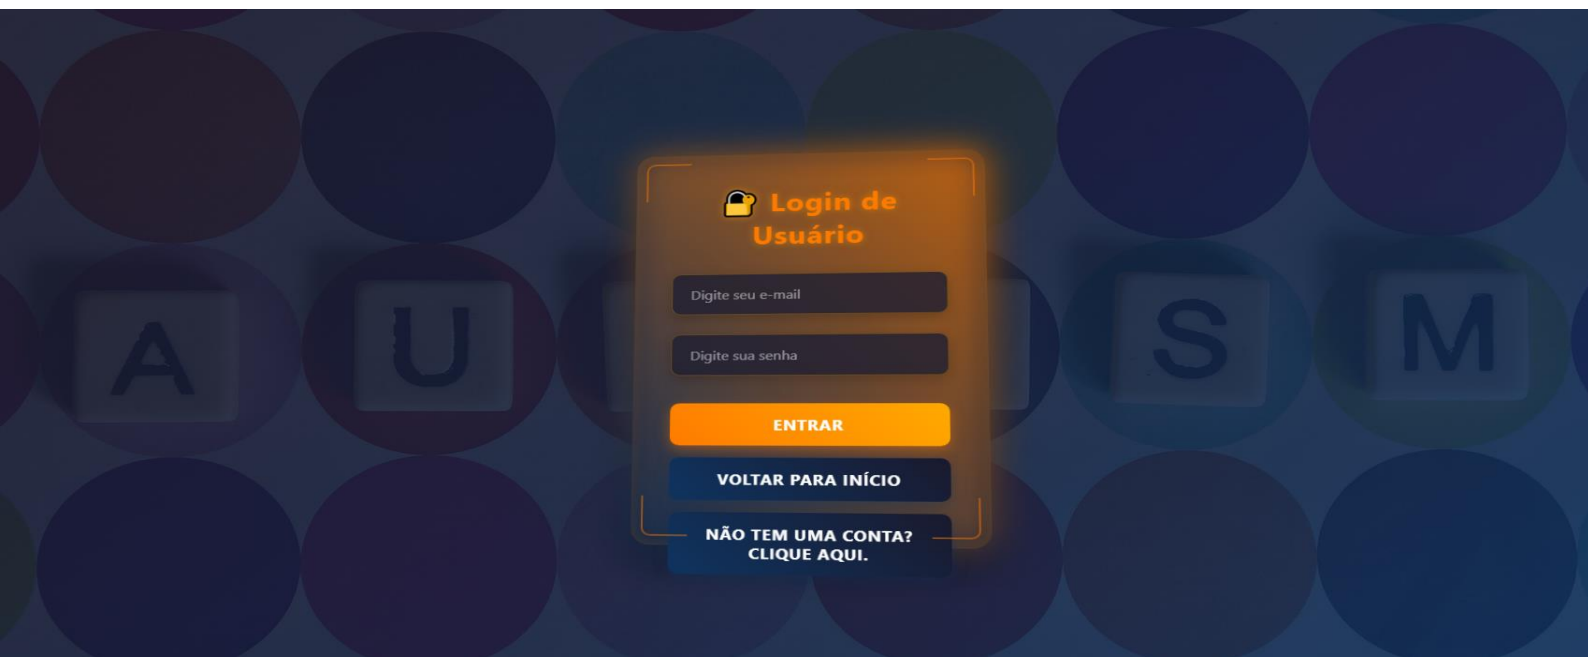 🔐 Login de
Usuário
Digite seu e-mail
Digite sua senha
A U S M
ENTRAR
VOLTAR PARA INÍCIO
NÃO TEM UMA CONTA?
CLIQUE AQUI.